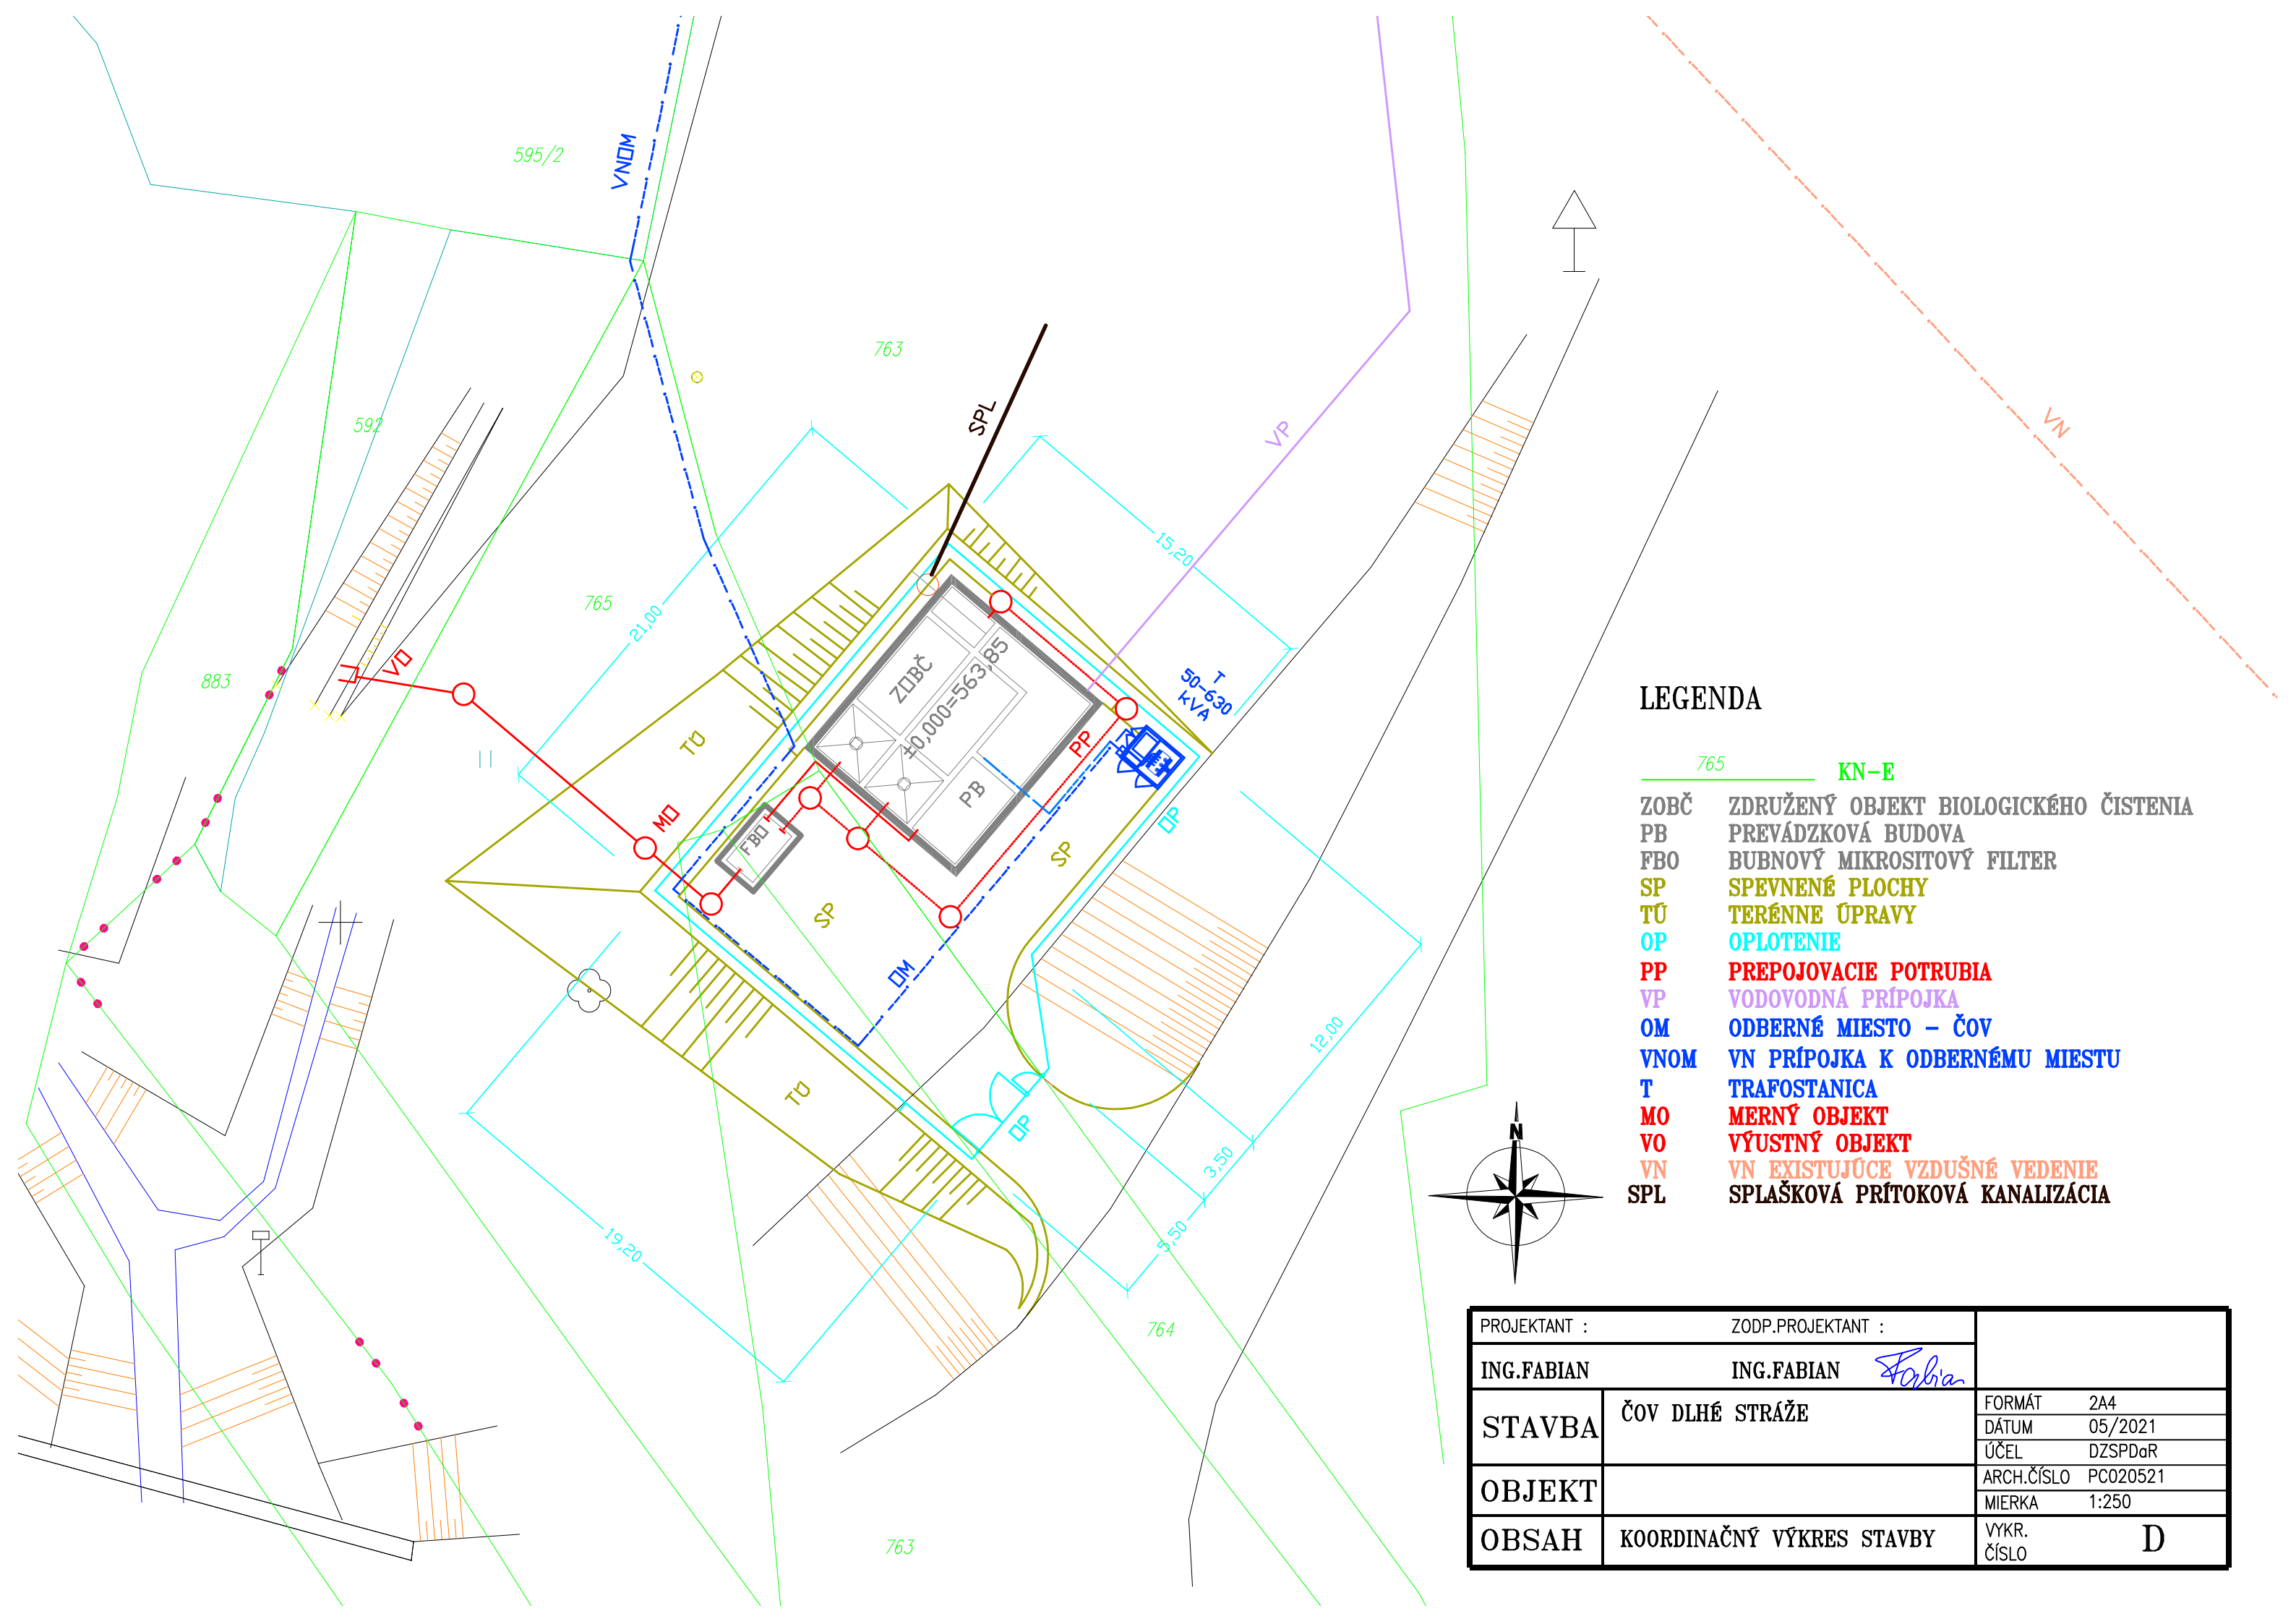 595/2
VNOM
763
592
SPL
VP
VN
15,20
765
21,00
883
VO
ZOBČ
±0,000=563,85
T
50-630
kVA
TÚ
PP
PB
MO
FBO
OP
SP
SP
OM
TÚ
OP
12,00
3,50
5,50
19,20
764
763
LEGENDA
765 KN-E
ZOBČ ZDRUŽENÝ OBJEKT BIOLOGICKÉHO ČISTENIA
PB PREVÁDZKOVÁ BUDOVA
FBO BUBNOVÝ MIKROSITOVÝ FILTER
SP SPEVNENÉ PLOCHY
TÚ TERÉNNE ÚPRAVY
OP OPLOTENIE
PP PREPOJOVACIE POTRUBIA
VP VODOVODNÁ PRÍPOJKA
OM ODBERNÉ MIESTO - ČOV
VNOM VN PRÍPOJKA K ODBERNÉMU MIESTU
T TRAFOSTANICA
MO MERNÝ OBJEKT
VO VÝUSTNÝ OBJEKT
VN VN EXISTUJÚCE VZDUŠNÉ VEDENIE
SPL SPLAŠKOVÁ PRÍTOKOVÁ KANALIZÁCIA
N
PROJEKTANT : ZODP.PROJEKTANT :
ING.FABIAN ING.FABIAN Fabian
STAVBA ČOV DLHÉ STRÁŽE
FORMÁT 2A4
DÁTUM 05/2021
ÚČEL DZSPDaR
ARCH.ČÍSLO PC020521
MIERKA 1:250
OBJEKT
OBSAH KOORDINAČNÝ VÝKRES STAVBY
VYKR. ČÍSLO D